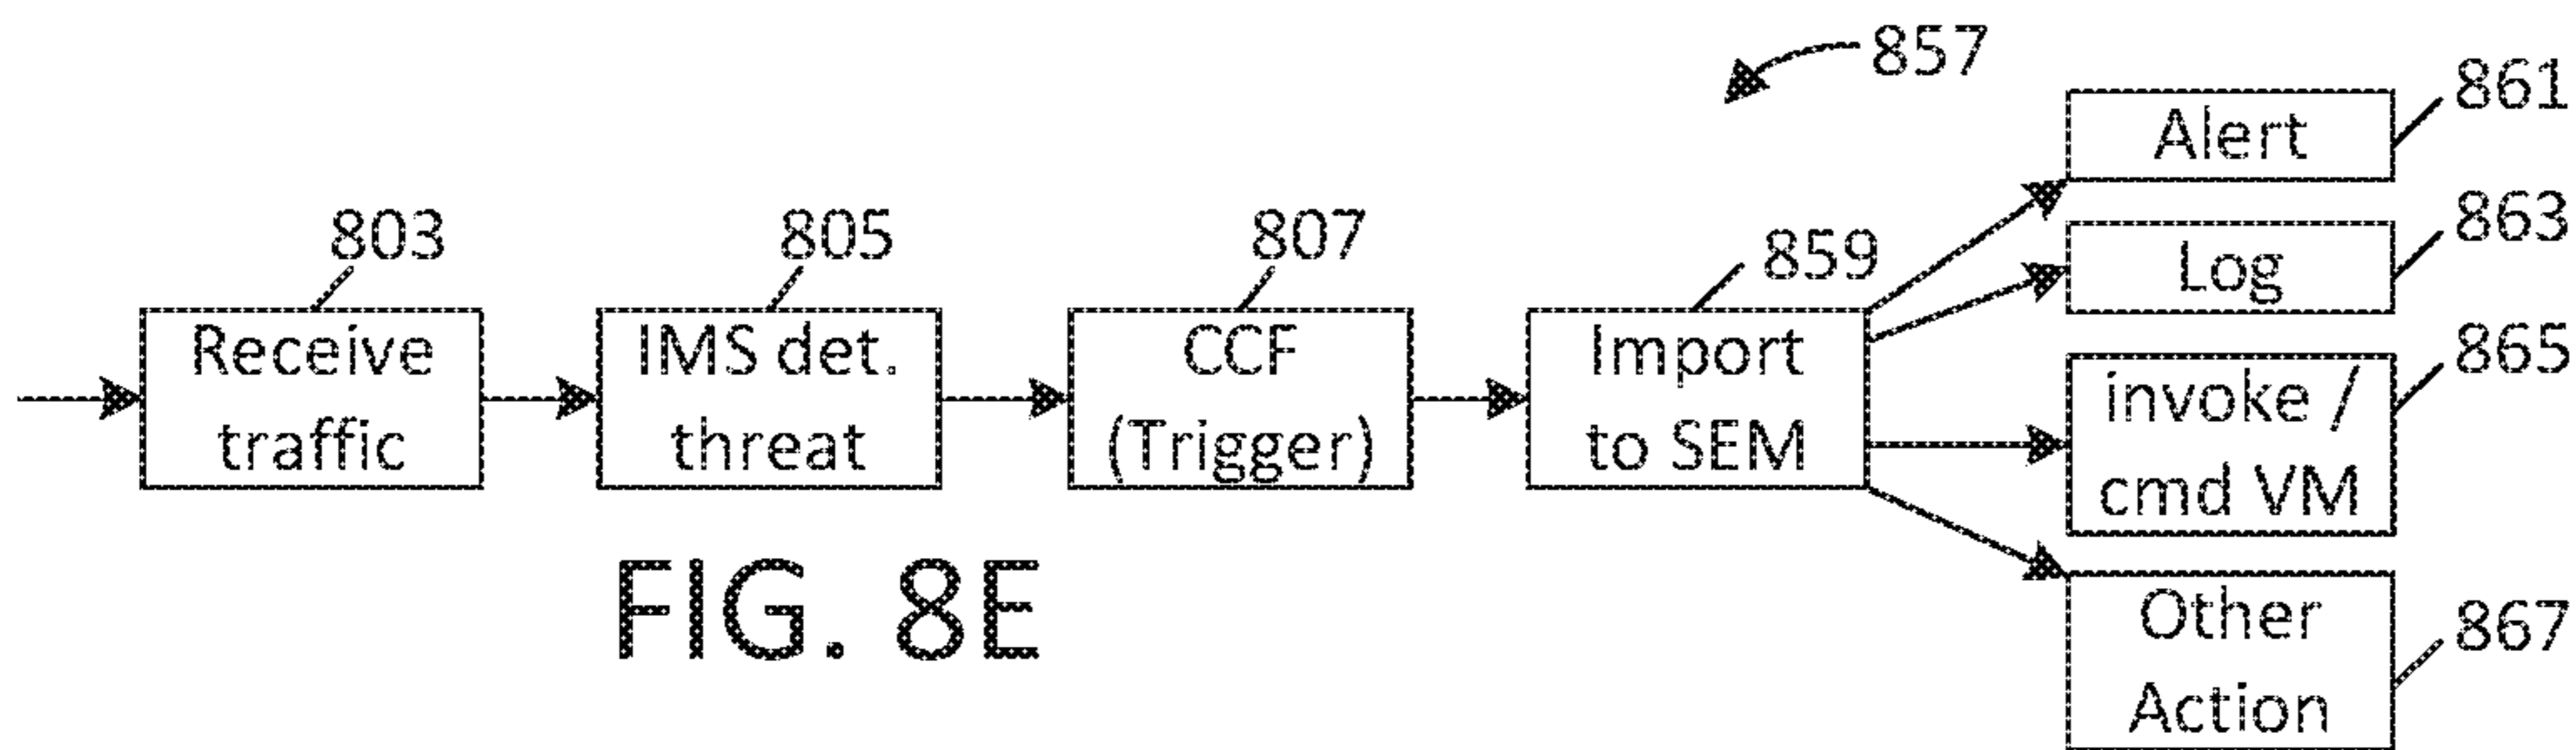 857
861
Alert
863
Log
803
805
807
859
865
Receive
traffic
IMS det.
threat
CCF
(Trigger)
Import
to SEM
invoke /
cmd VM
867
Other
Action
FIG. 8E